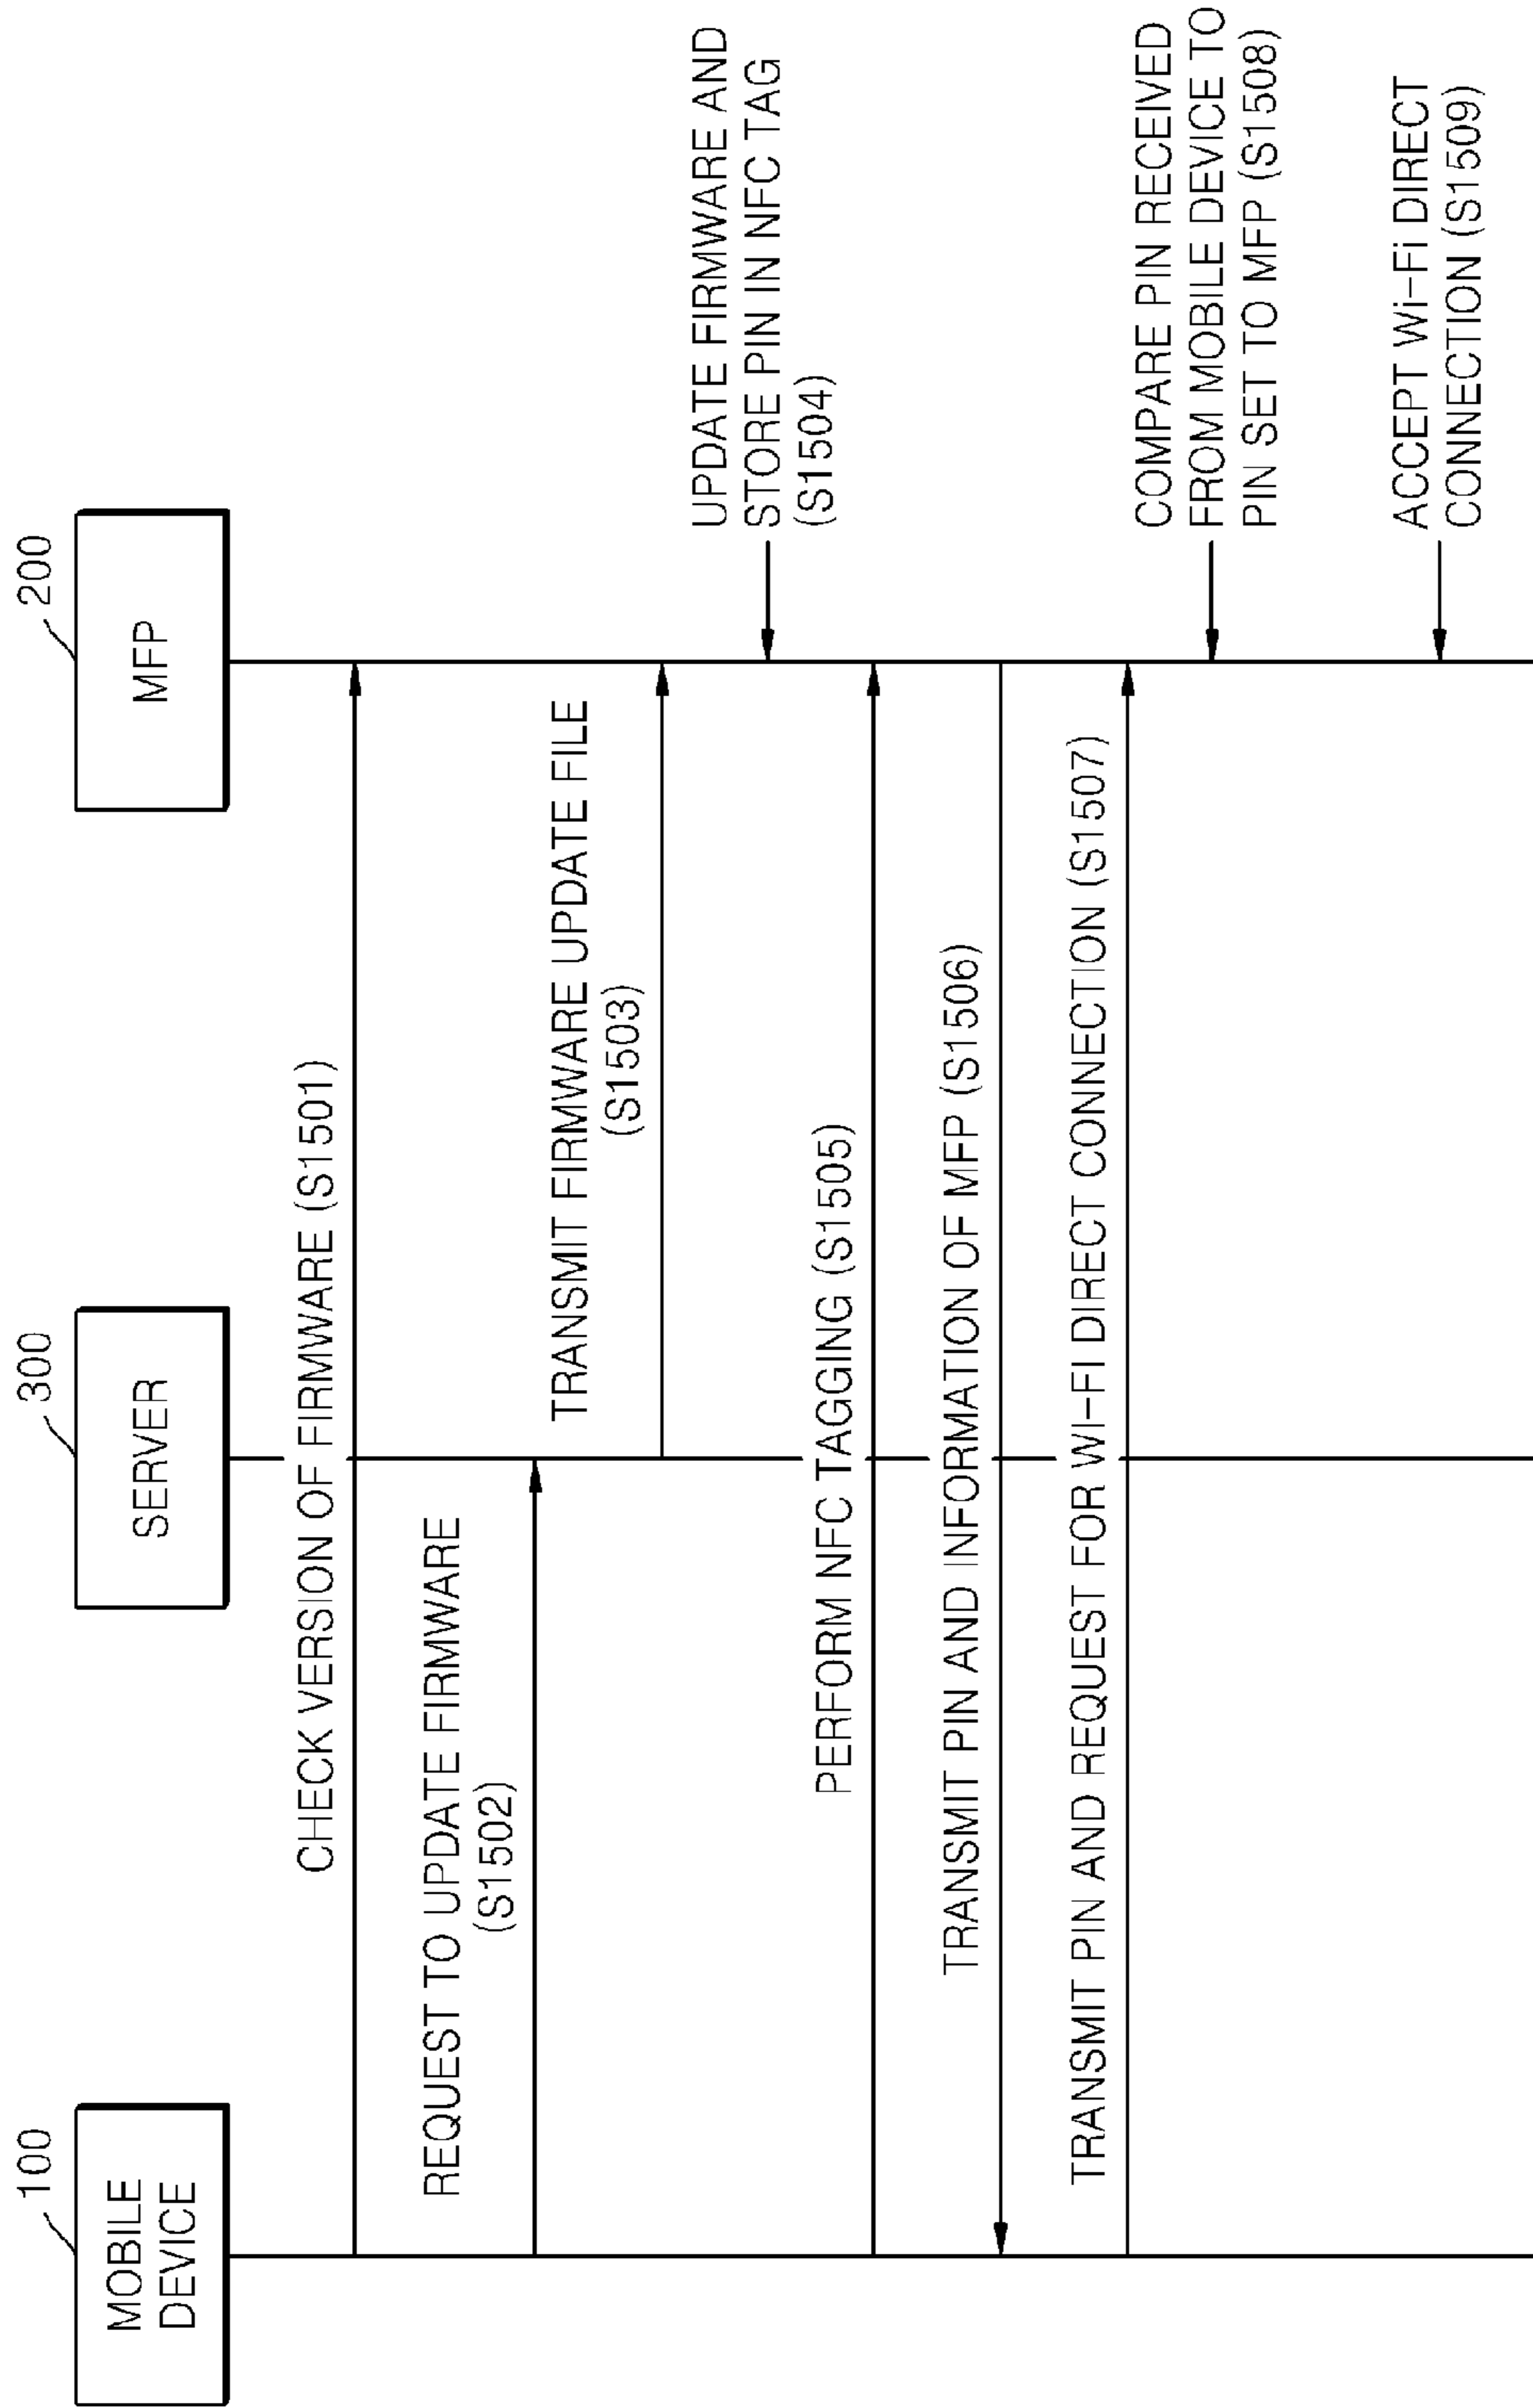 100
MOBILE
DEVICE
300
SERVER
200
MFP
CHECK VERSION OF FIRMWARE (S1501)
REQUEST TO UPDATE FIRMWARE
(S1502)
TRANSMIT FIRMWARE UPDATE FILE
(S1503)
UPDATE FIRMWARE AND
STORE PIN IN NFC TAG
(S1504)
PERFORM NFC TAGGING (S1505)
TRANSMIT PIN AND INFORMATION OF MFP (S1506)
TRANSMIT PIN AND REQUEST FOR WI-FI DIRECT CONNECTION (S1507)
COMPARE PIN RECEIVED
FROM MOBILE DEVICE TO
PIN SET TO MFP (S1508)
ACCEPT Wi-Fi DIRECT
CONNECTION (S1509)